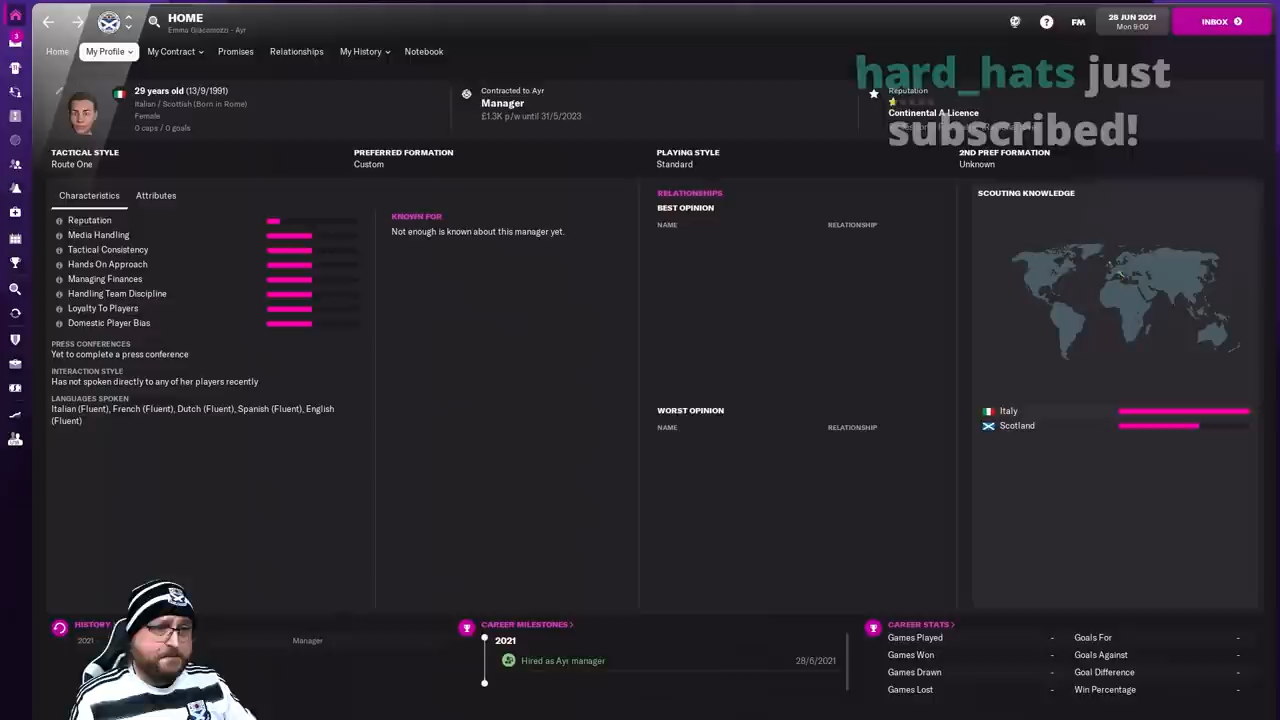 HOME
Emma Giacomozzi - Ayr
FM
28 JUN 2021
Mon 9:00
INBOX
3
Home
My Profile
My Contract
Promises
Relationships
My History
Notebook
hard_hats just
subscribed!
29 years old (13/9/1991)
Italian / Scottish (Born in Rome)
Female
0 caps / 0 goals
Contracted to Ayr
Manager
£1.3K p/w until 31/5/2023
Reputation
Continental A Licence
TACTICAL STYLE
Route One
PREFERRED FORMATION
Custom
PLAYING STYLE
Standard
2ND PREF FORMATION
Unknown
Characteristics
Attributes
Reputation
Media Handling
Tactical Consistency
Hands On Approach
Managing Finances
Handling Team Discipline
Loyalty To Players
Domestic Player Bias
PRESS CONFERENCES
Yet to complete a press conference
INTERACTION STYLE
Has not spoken directly to any of her players recently
LANGUAGES SPOKEN
Italian (Fluent), French (Fluent), Dutch (Fluent), Spanish (Fluent), English
(Fluent)
KNOWN FOR
Not enough is known about this manager yet.
RELATIONSHIPS
BEST OPINION
NAME RELATIONSHIP
WORST OPINION
NAME RELATIONSHIP
SCOUTING KNOWLEDGE
Italy
Scotland
HISTORY
2021 Manager
CAREER MILESTONES >
2021
Hired as Ayr manager 28/6/2021
CAREER STATS >
Games Played - Goals For -
Games Won - Goals Against -
Games Drawn - Goal Difference -
Games Lost - Win Percentage -